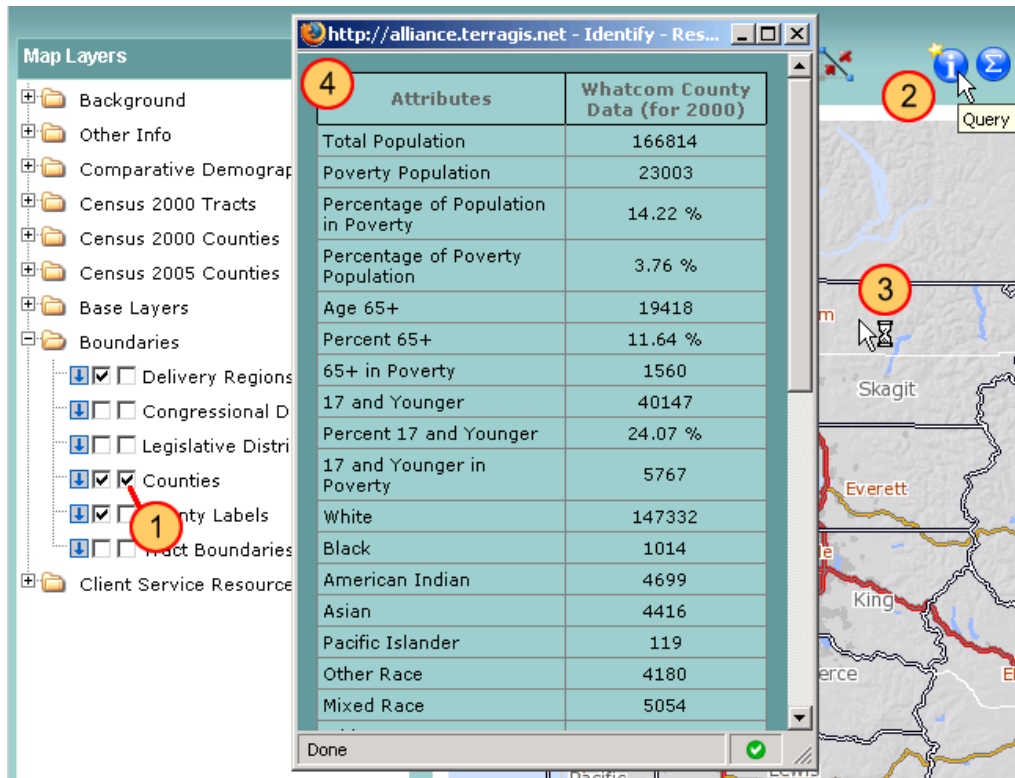 http://alliance.terragis.net - Identify - Res...
Map Layers
Background
Other Info
Comparative Demograp
Census 2000 Tracts
Census 2000 Counties
Census 2005 Counties
Base Layers
Boundaries
Delivery Regions
Congressional D
Legislative Distri
Counties
1
nty Labels
Tract Boundaries
Client Service Resource
4
Attributes
Whatcom County
Data (for 2000)
Total Population 166814
Poverty Population 23003
Percentage of Population
in Poverty 14.22 %
Percentage of Poverty
Population 3.76 %
Age 65+ 19418
Percent 65+ 11.64 %
65+ in Poverty 1560
17 and Younger 40147
Percent 17 and Younger 24.07 %
17 and Younger in
Poverty 5767
White 147332
Black 1014
American Indian 4699
Asian 4416
Pacific Islander 119
Other Race 4180
Mixed Race 5054
Done
2
i
Σ
Query
3
m
Skagit
Everett
le
King
erce
E
Pacific
Lewis